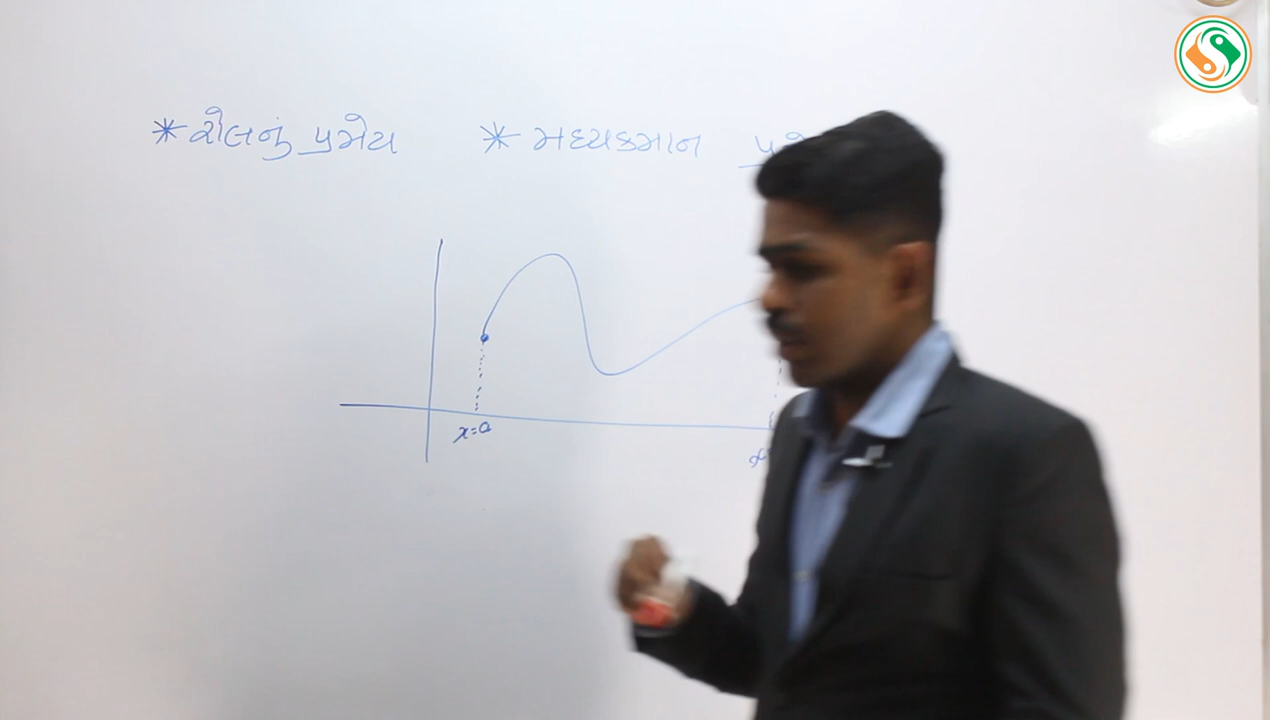 * રોલનું પ્રમેય * મધ્યકમાન
x=a